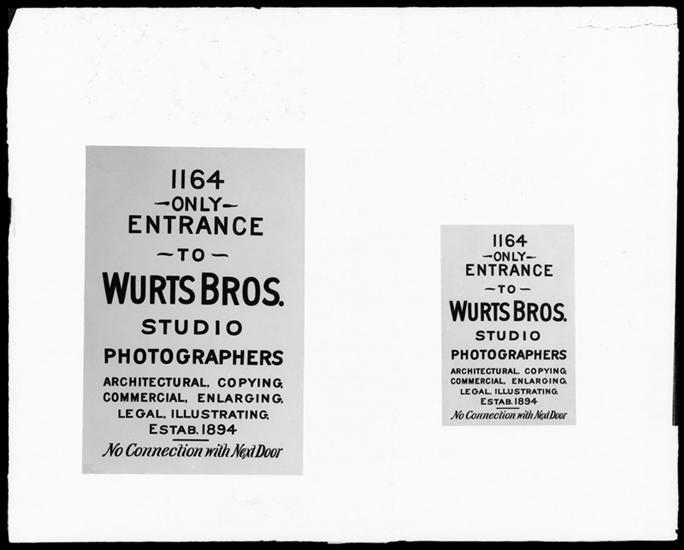 1164
—ONLY—
ENTRANCE
— TO —
WURTS BROS.
STUDIO
PHOTOGRAPHERS
ARCHITECTURAL, COPYING,
COMMERCIAL, ENLARGING,
LEGAL, ILLUSTRATING,
ESTAB. 1894
No Connection with Next Door
1164
—ONLY—
ENTRANCE
— TO —
WURTS BROS.
STUDIO
PHOTOGRAPHERS
ARCHITECTURAL, COPYING,
COMMERCIAL, ENLARGING,
LEGAL, ILLUSTRATING,
ESTAB. 1894
No Connection with Next Door